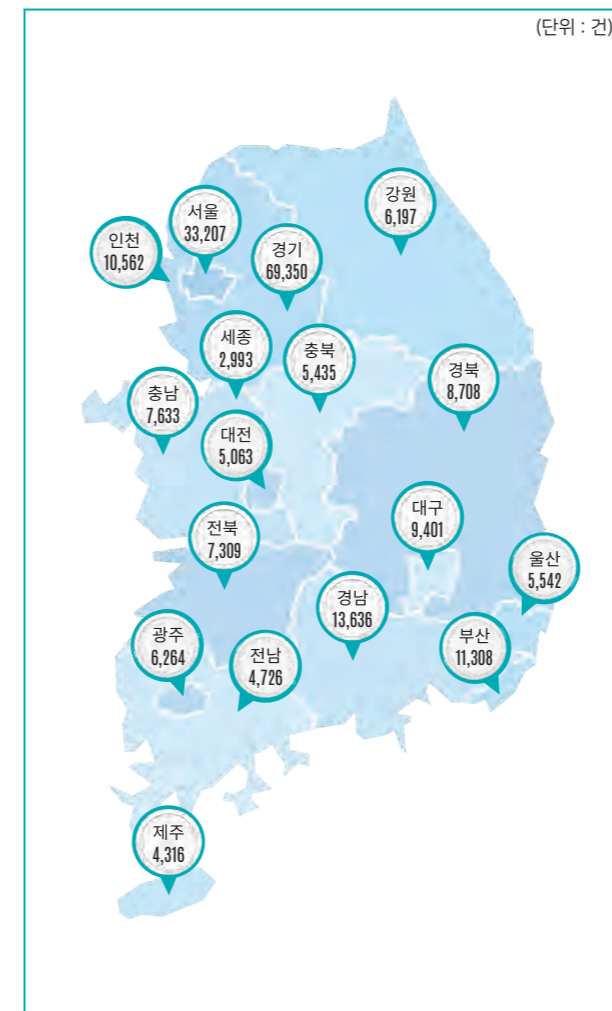 (단위 : 건)
강원
6,197
서울
33,207
인천
10,562
경기
69,350
세종
2,993
충북
5,435
경북
8,708
충남
7,633
대전
5,063
대구
9,401
전북
7,309
울산
5,542
경남
13,636
광주
6,264
부산
11,308
전남
4,726
제주
4,316